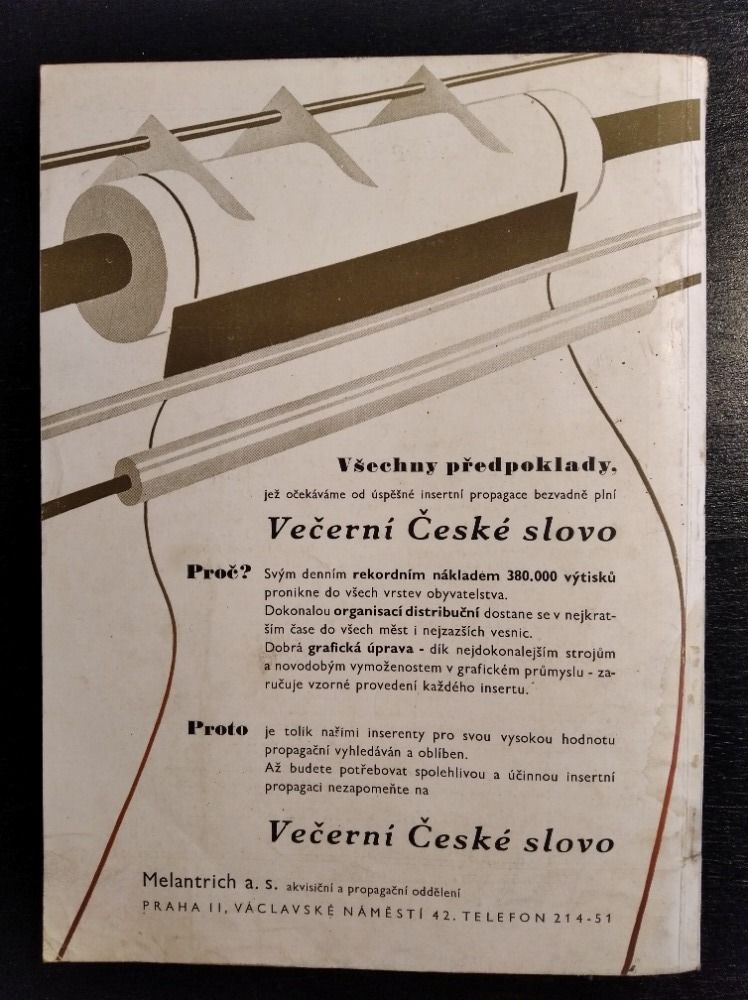 Všechny předpoklady,
jež očekáváme od úspěšné insertní propagace bezvadně plní
Večerní České slovo
Proč? Svým denním rekordním nákladem 380.000 výtisků
pronikne do všech vrstev obyvatelstva.
Dokonalou organisací distribuční dostane se v nejkrat-
ším čase do všech měst i nejzazších vesnic.
Dobrá grafická úprava - dík nejdokonalejším strojům
a novodobým vymoženostem v grafickém průmyslu - za-
ručuje vzorné provedení každého insertu.
Proto je tolik našimi inserenty pro svou vysokou hodnotu
propagační vyhledáván a oblíben.
Až budete potřebovat spolehlivou a účinnou insertní
propagaci nezapomeňte na
Večerní České slovo
Melantrich a. s. akvisiční a propagační oddělení
PRAHA II, VÁCLAVSKÉ NÁMĚSTÍ 42. TELEFON 214-51